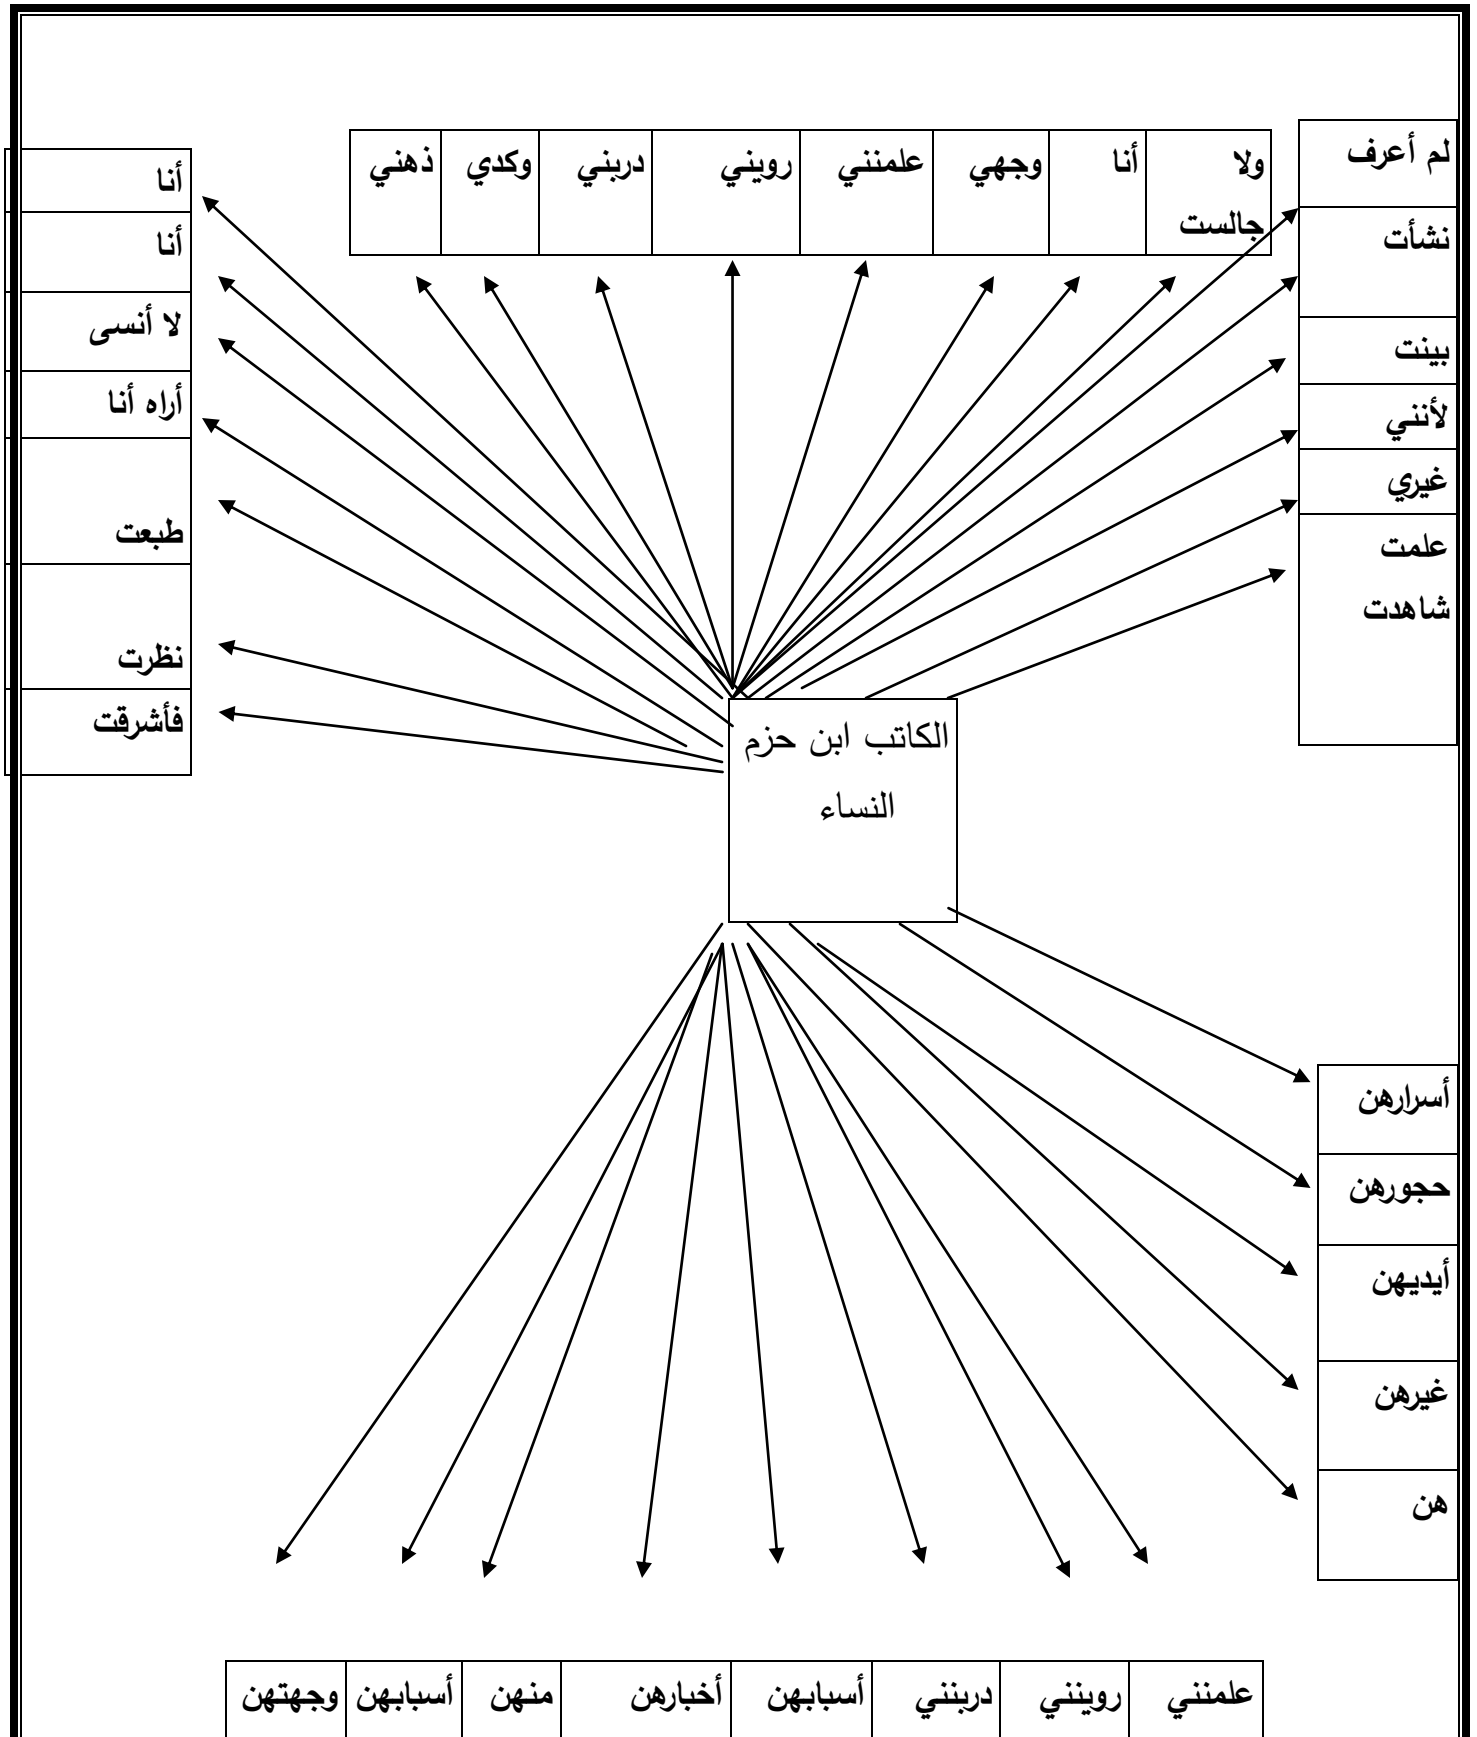 لم أعرف
نشأت
بينت
لأنني
غيري
علمت
شاهدت
ولا
جالست
أنا
وجهي
علمنني
رويني
دربني
وكدي
ذهني
أنا
أنا
لا أنسى
أراه أنا
طبعت
نظرت
فأشرقت
الكاتب ابن حزم
النساء
أسرارهن
حجورهن
أيديهن
غيرهن
هن
علمنني
روينني
دربنني
أسبابهن
أخبارهن
منهن
أسبابهن
وجهتهن